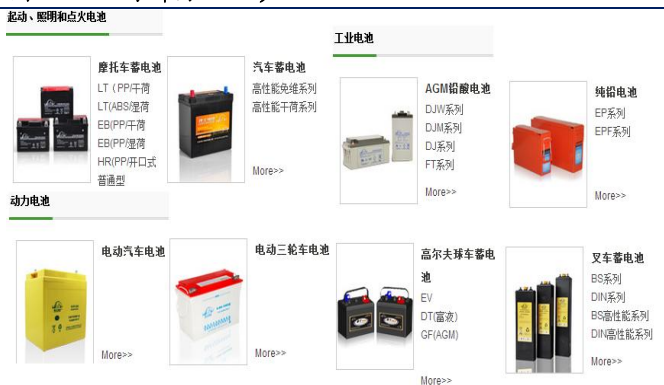 起动、照明和点火电池
摩托车蓄电池
LT（PP/干荷
LT(ABS/湿荷
EB(PP/干荷
EB(PP/湿荷
HR(PP/开口式
普通型
汽车蓄电池
高性能免维系列
高性能干荷系列
More>>
工业电池
AGM铅酸电池
DJW系列
DJM系列
DJ系列
FT系列
More>>
纯铅电池
EP系列
EPF系列
More>>
动力电池
电动汽车电池
More>>
电动三轮车电池
More>>
高尔夫球车蓄电
池
EV
DT(富液)
GF(AGM)
More>>
叉车蓄电池
BS系列
DIN系列
BS高性能系列
DIN高性能系列
More>>